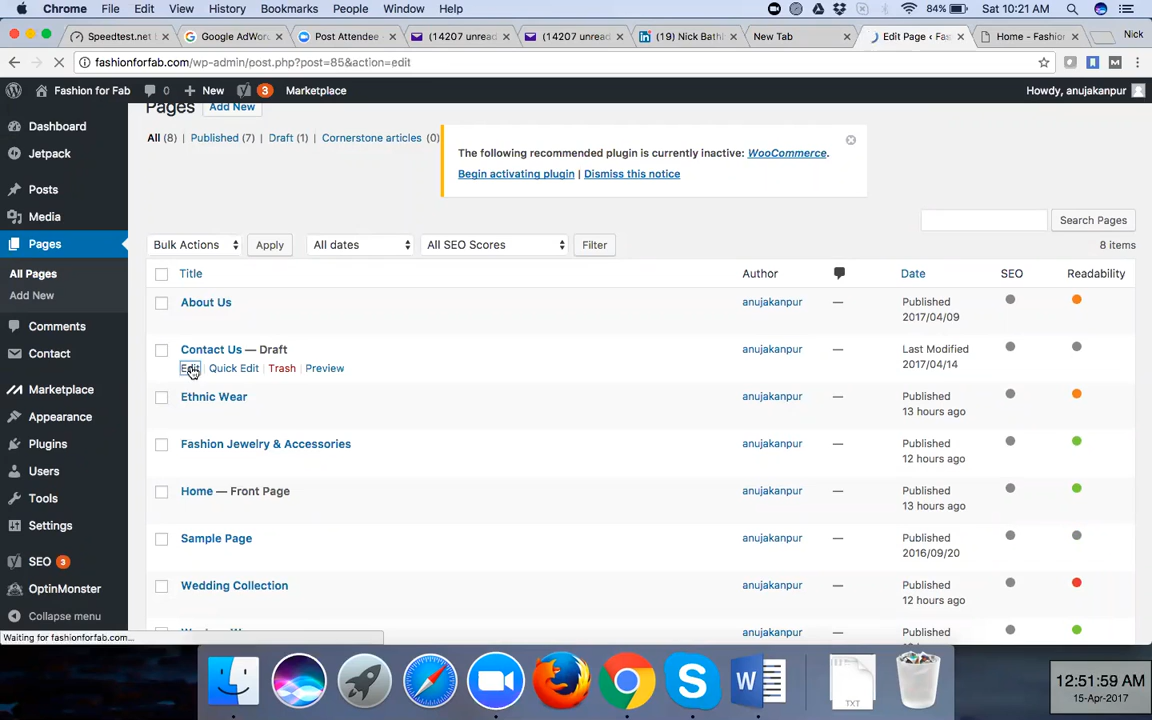 Chrome File Edit View History Bookmarks People Window Help 84% Sat 10:21 AM
Speedtest.net Google AdWor Post Attendee (14207 unread (14207 unread (19) Nick Bath New Tab Edit Page ‹ Fas Home - Fashio Nick
fashionforfab.com/wp-admin/post.php?post=85&action=edit
Fashion for Fab + New 3 Marketplace Howdy, anujakanpur
Dashboard
Jetpack
Posts
Media
Pages
All Pages
Add New
Comments
Contact
Marketplace
Appearance
Plugins
Users
Tools
Settings
SEO 3
OptinMonster
Collapse menu
Pages Add New
All (8) | Published (7) | Draft (1) | Cornerstone articles (0)
The following recommended plugin is currently inactive: WooCommerce.
Begin activating plugin | Dismiss this notice
Search Pages
Bulk Actions Apply All dates All SEO Scores Filter 8 items
Title Author Date SEO Readability
About Us anujakanpur — Published
2017/04/09
Contact Us — Draft anujakanpur — Last Modified
2017/04/14
Edit | Quick Edit | Trash | Preview
Ethnic Wear anujakanpur — Published
13 hours ago
Fashion Jewelry & Accessories anujakanpur — Published
12 hours ago
Home — Front Page anujakanpur — Published
13 hours ago
Sample Page anujakanpur — Published
2016/09/20
Wedding Collection anujakanpur — Published
12 hours ago
anujakanpur — Published
Waiting for fashionforfab.com...
W
TXT
12:51:59 AM
15-Apr-2017